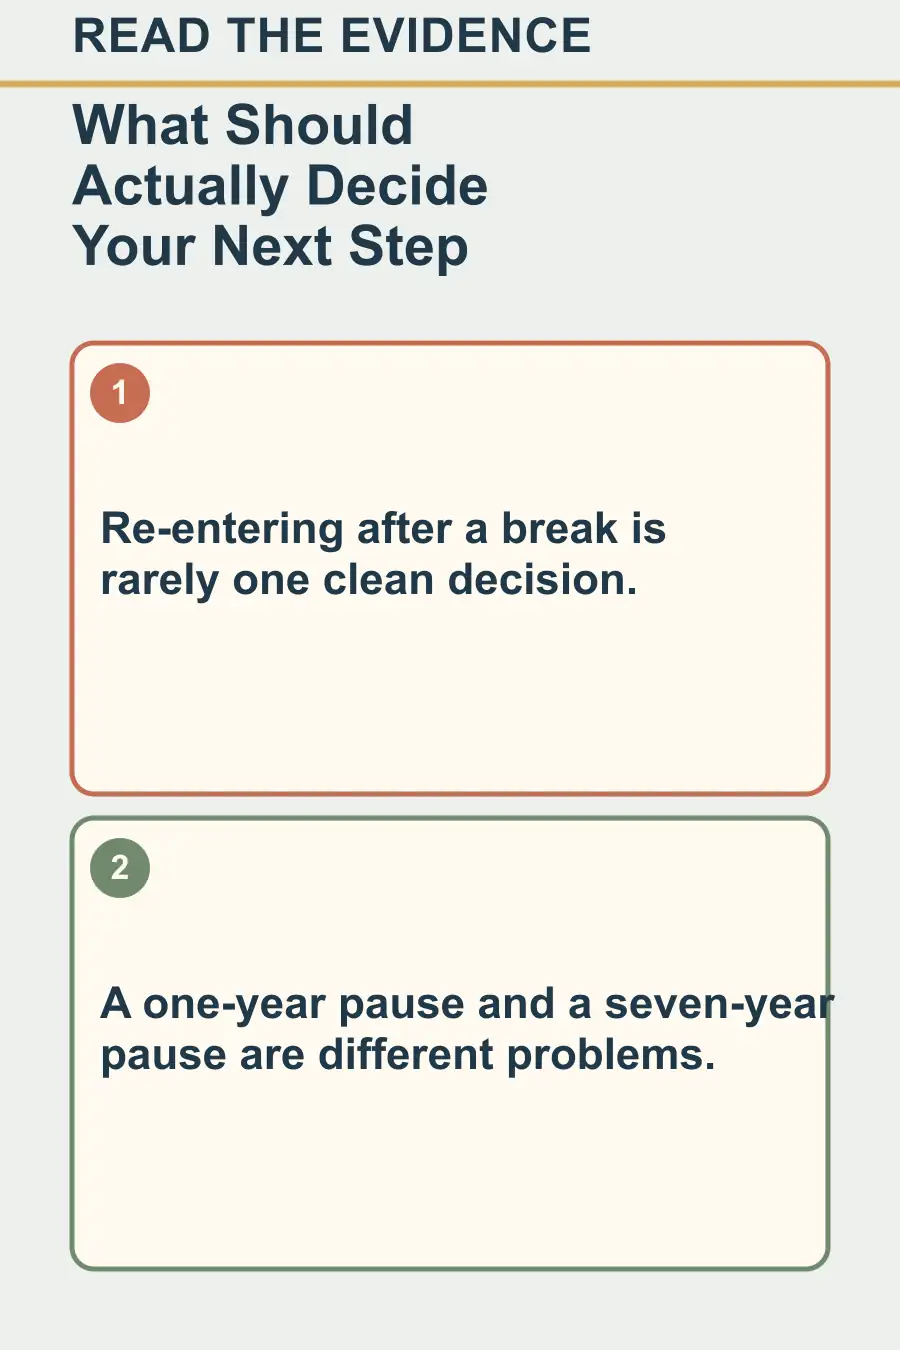 READ THE EVIDENCE
What Should
Actually Decide
Your Next Step
1
Re-entering after a break is
rarely one clean decision.
2
A one-year pause and a seven-year
pause are different problems.